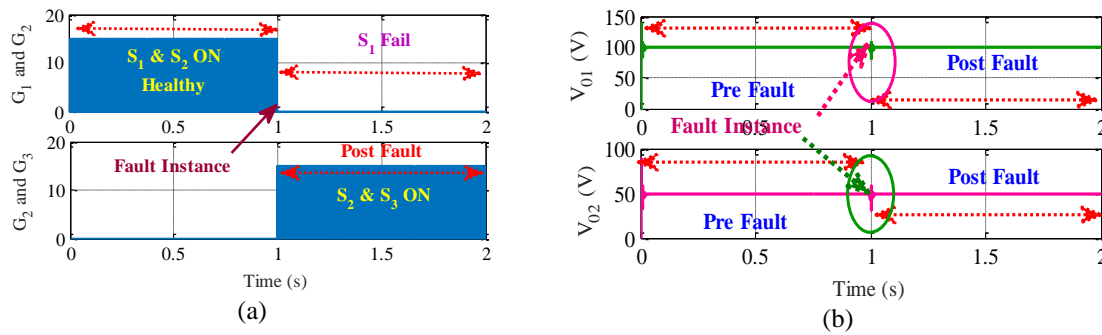 20
10
0
G1 and G2
S1 & S2 ON
Healthy
S1 Fail
0 0.5 1 1.5 2
Fault Instance
20
10
0
G2 and G3
Post Fault
S2 & S3 ON
0 0.5 1 1.5 2
Time (s)
(a)
150
100
50
0
V01 (V)
Pre Fault
Post Fault
0 0.5 1 1.5 2
Fault Instance
100
50
0
V02 (V)
Pre Fault
Post Fault
0 0.5 1 1.5 2
Time (s)
(b)